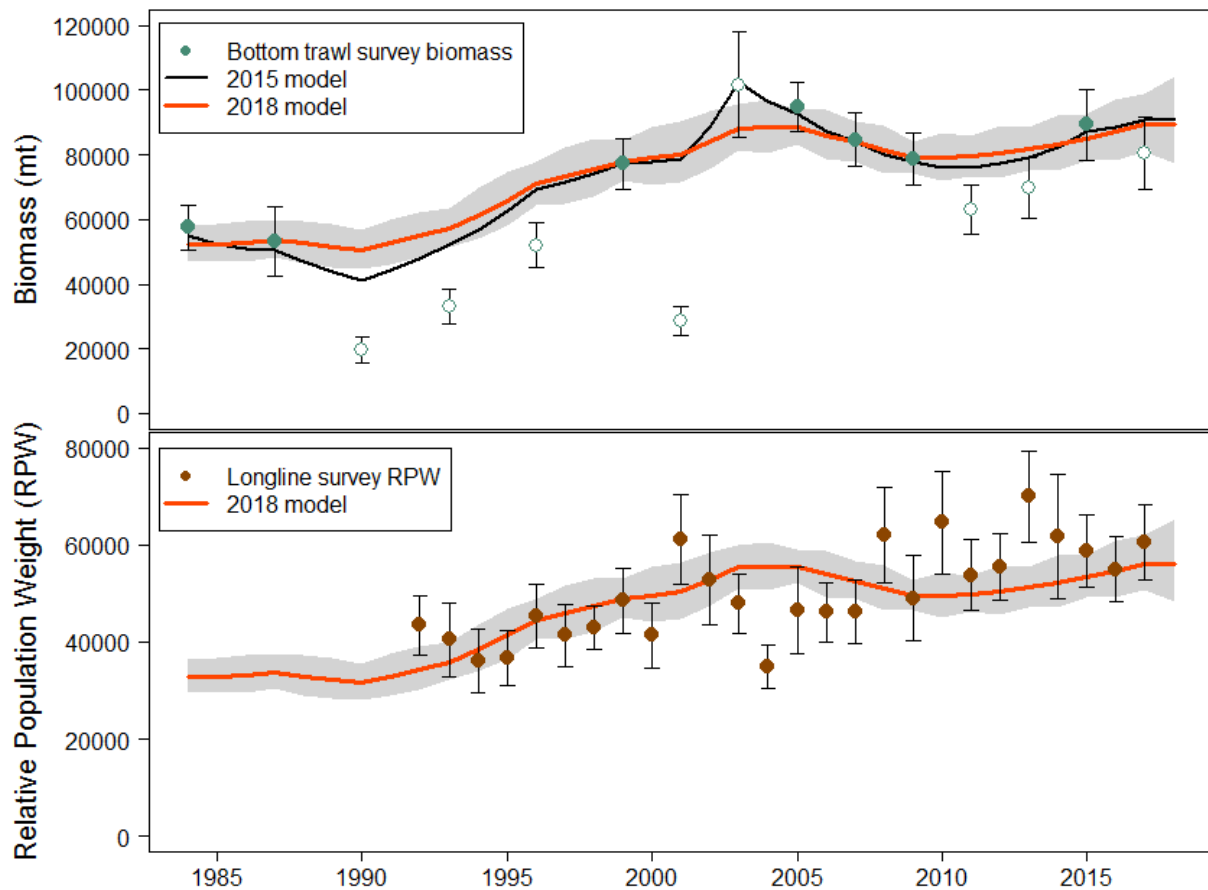 Biomass (mt)
120000
100000
80000
60000
40000
20000
0
Bottom trawl survey biomass
2015 model
2018 model
Relative Population Weight (RPW)
80000
60000
40000
20000
0
Longline survey RPW
2018 model
1985 1990 1995 2000 2005 2010 2015